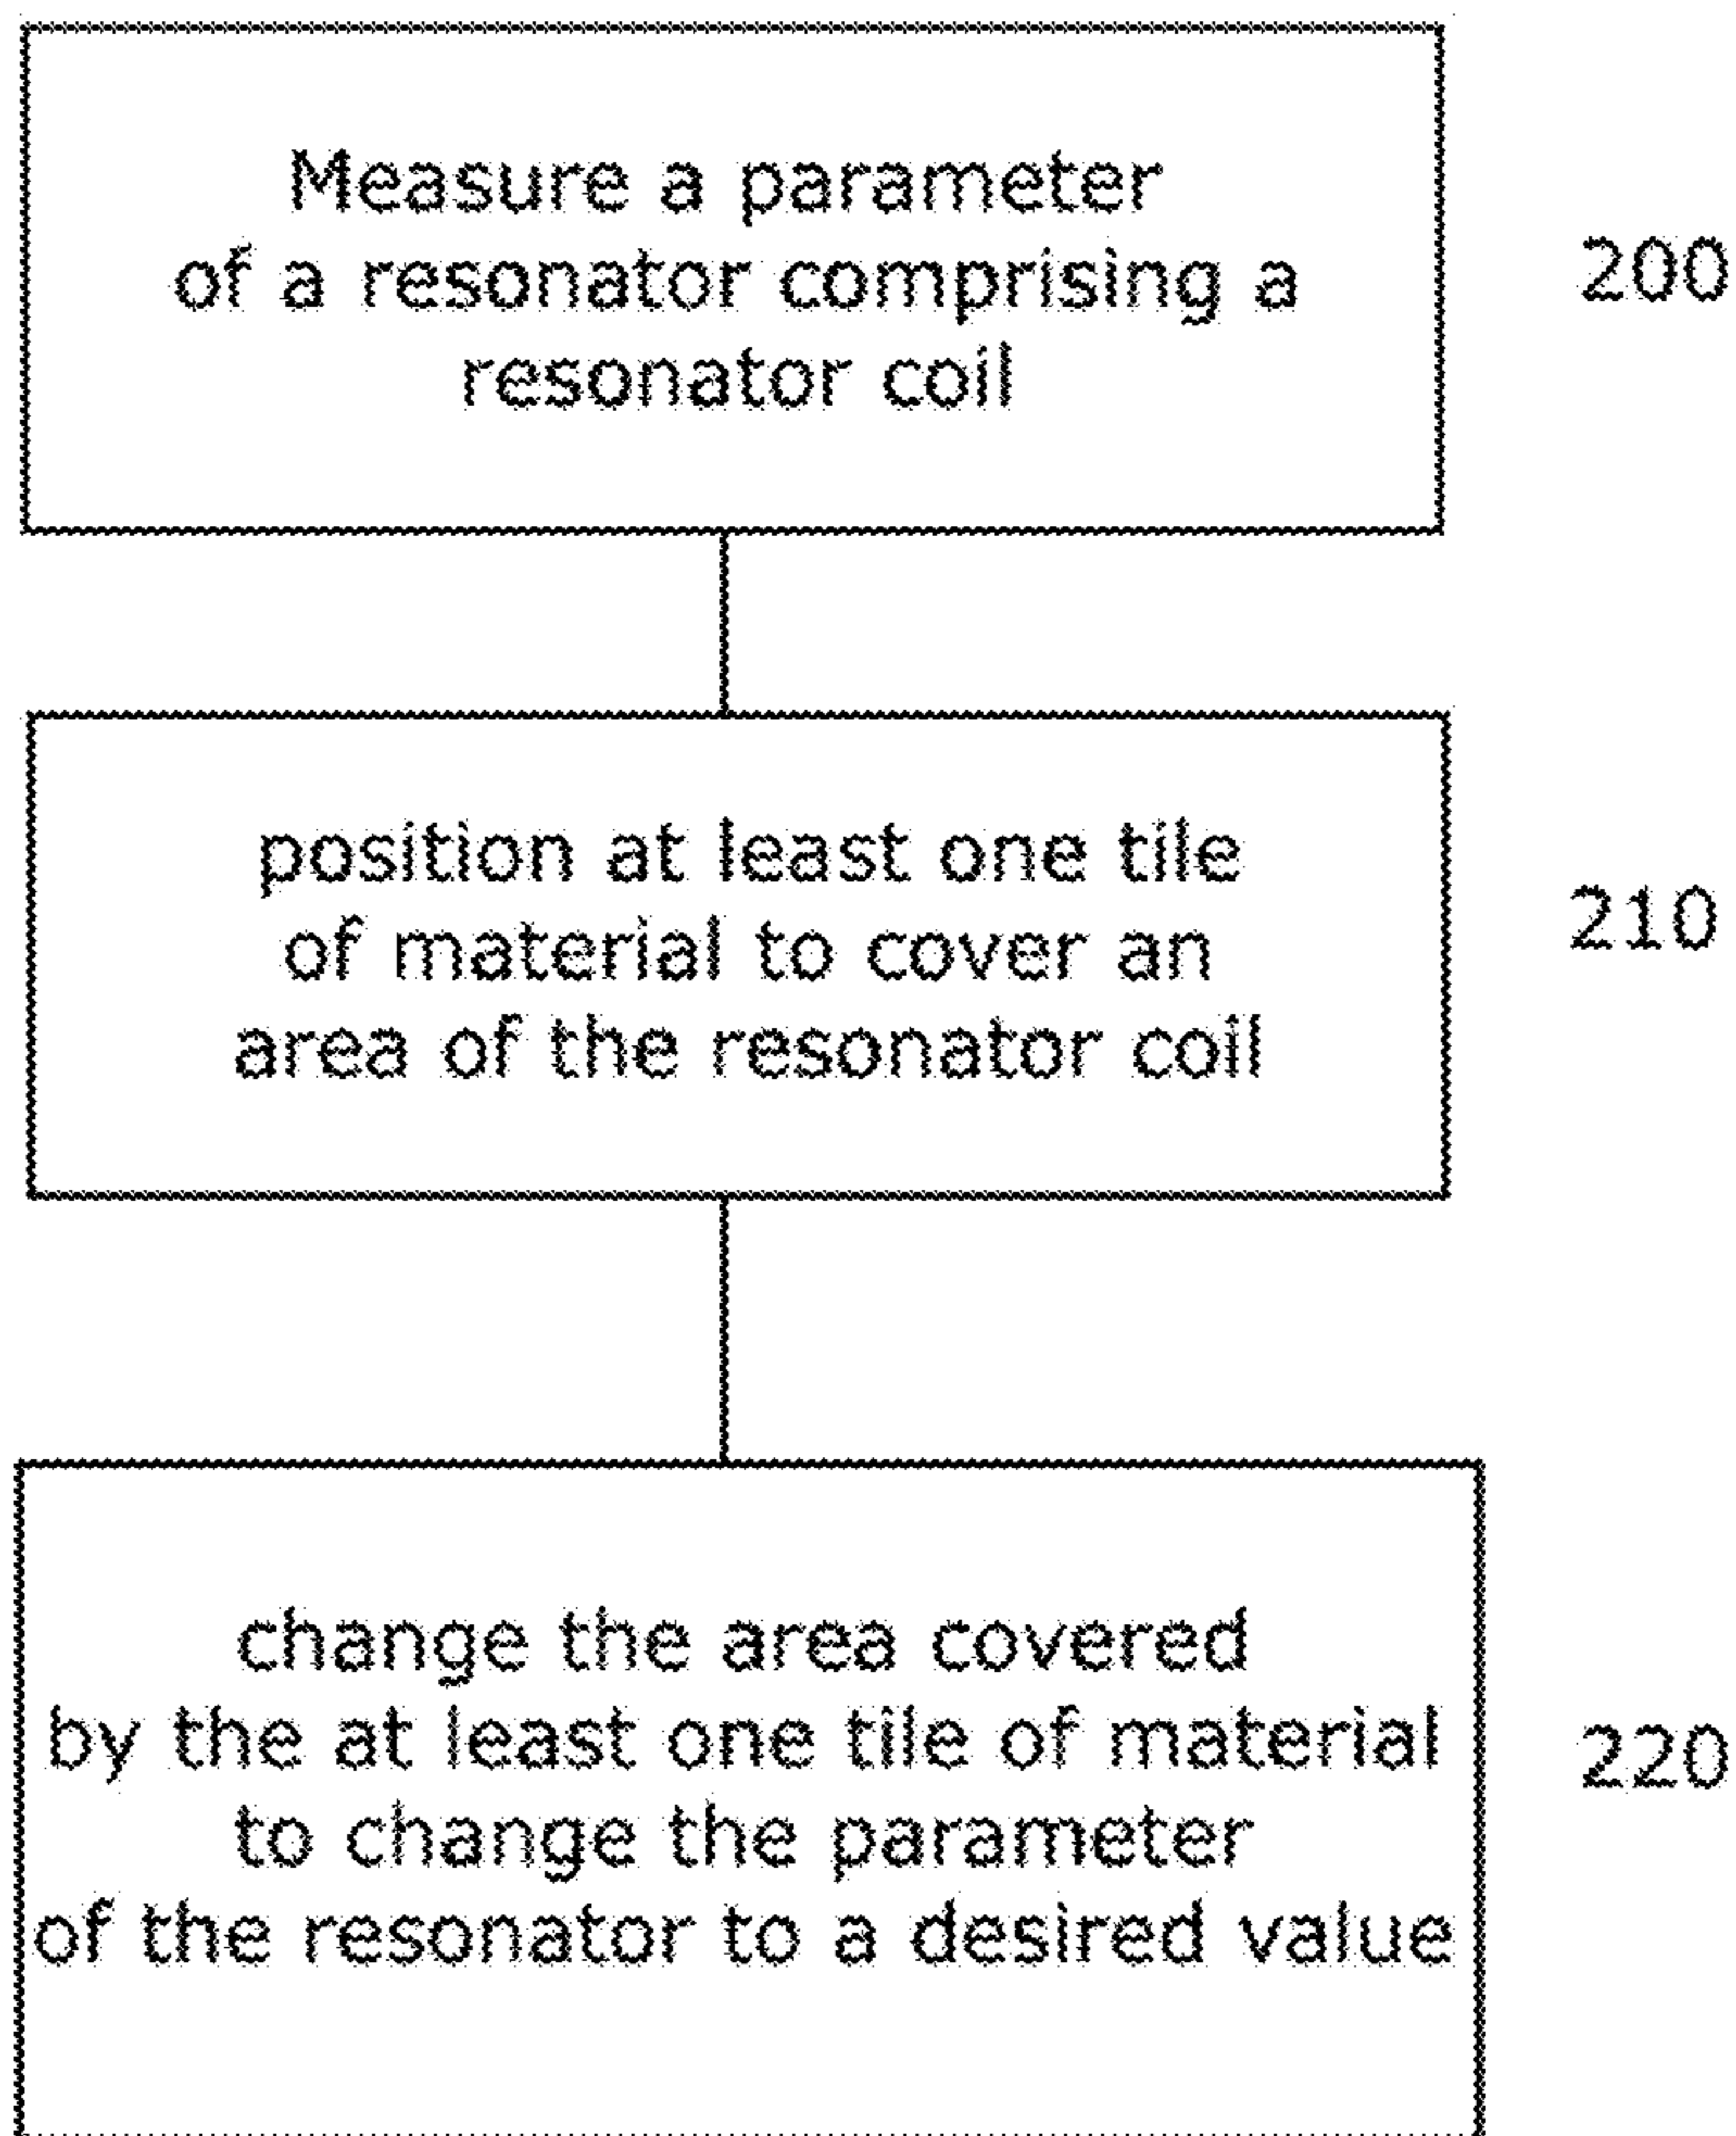 Measure a parameter
of a resonator comprising a
resonator coil
200
position at least one tile
of material to cover an
area of the resonator coil
210
change the area covered
by the at least one tile of material
to change the parameter
of the resonator to a desired value
220